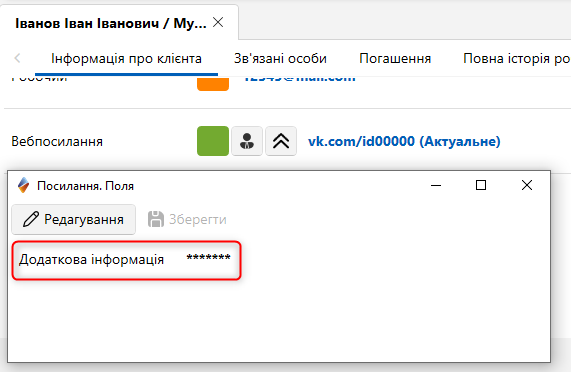 Іванов Іван Іванович / Му...
Інформація про клієнта Зв'язані особи Погашення Повна історія ро
Робочий 12345@mail.com
Вебпосилання vk.com/id00000 (Актуальне)
Посилання. Поля
Редагування Зберегти
Додаткова інформація *******